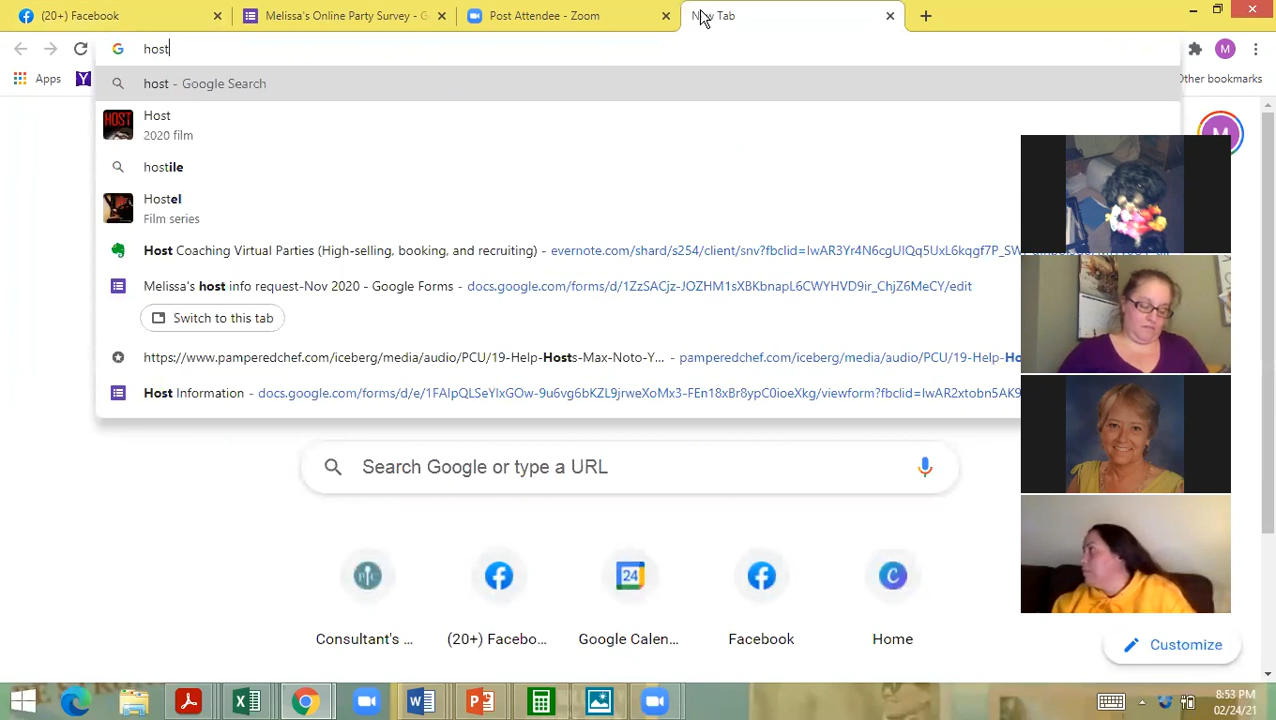 (20+) Facebook
Melissa's Online Party Survey - G
Post Attendee - Zoom
New Tab
host
Apps
Other bookmarks
M
host - Google Search
Host
2020 film
HOST
hostile
Hostel
Film series
Host Coaching Virtual Parties (High-selling, booking, and recruiting) - evernote.com/shard/s254/client/snv?fbclid=IwAR3Yr4N6cgUlQq5UxL6kqgf7P_SW
Melissa's host info request-Nov 2020 - Google Forms - docs.google.com/forms/d/1ZzSACjz-JOZHM1sXBKbnapL6CWYHVD9ir_ChjZ6MeCY/edit
Switch to this tab
https://www.pamperedchef.com/iceberg/media/audio/PCU/19-Help-Hosts-Max-Noto-Y... - pamperedchef.com/iceberg/media/audio/PCU/19-Help-Ho
Host Information - docs.google.com/forms/d/e/1FAIpQLSeYlxGOw-9u6vg6bKZL9jrweXoMx3-FEn18xBr8ypC0ioeXkg/viewform?fbclid=IwAR2xtobn5AK9
Search Google or type a URL
24
Consultant's ...
(20+) Facebo...
Google Calen...
Facebook
Home
Customize
8:53 PM
02/24/21